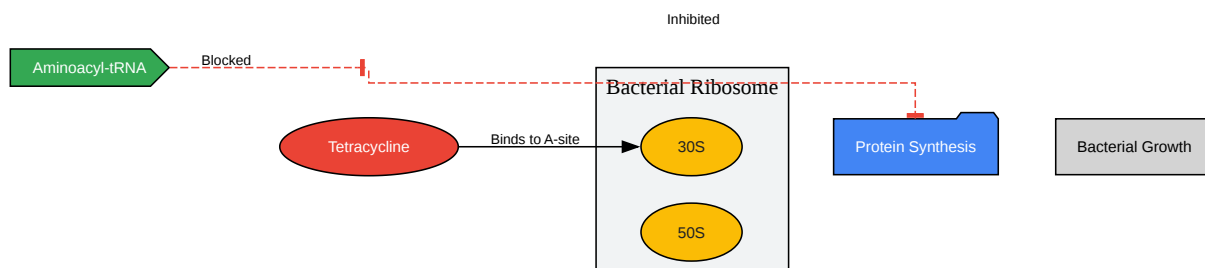 Inhibited
Aminoacyl-tRNA
Blocked
Bacterial Ribosome
Tetracycline
Binds to A-site
30S
Protein Synthesis
Bacterial Growth
50S